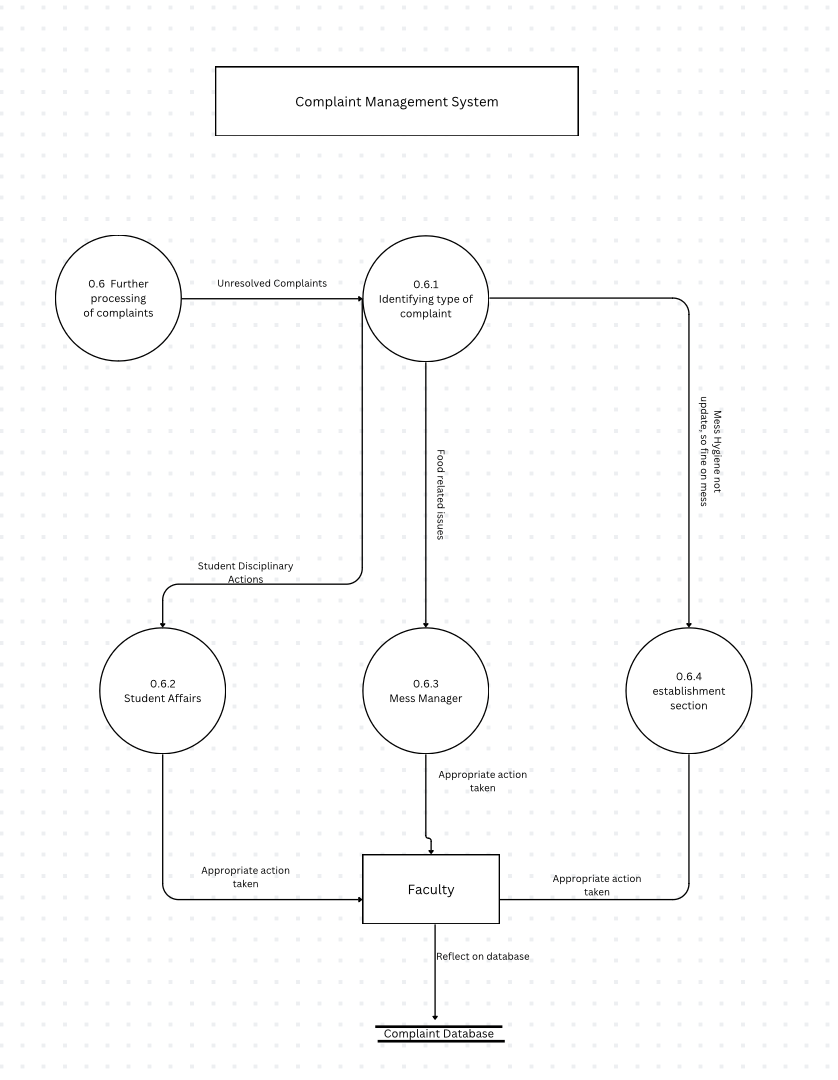 Complaint Management System
0.6 Further
processing
of complaints
Unresolved Complaints
0.6.1
Identifying type of
complaint
Mess Hygiene not
update, so fine on mess
Food related issues
Student Disciplinary
Actions
0.6.2
Student Affairs
0.6.3
Mess Manager
0.6.4
establishment
section
Appropriate action
taken
Appropriate action
taken
Faculty
Appropriate action
taken
Reflect on database
Complaint Database